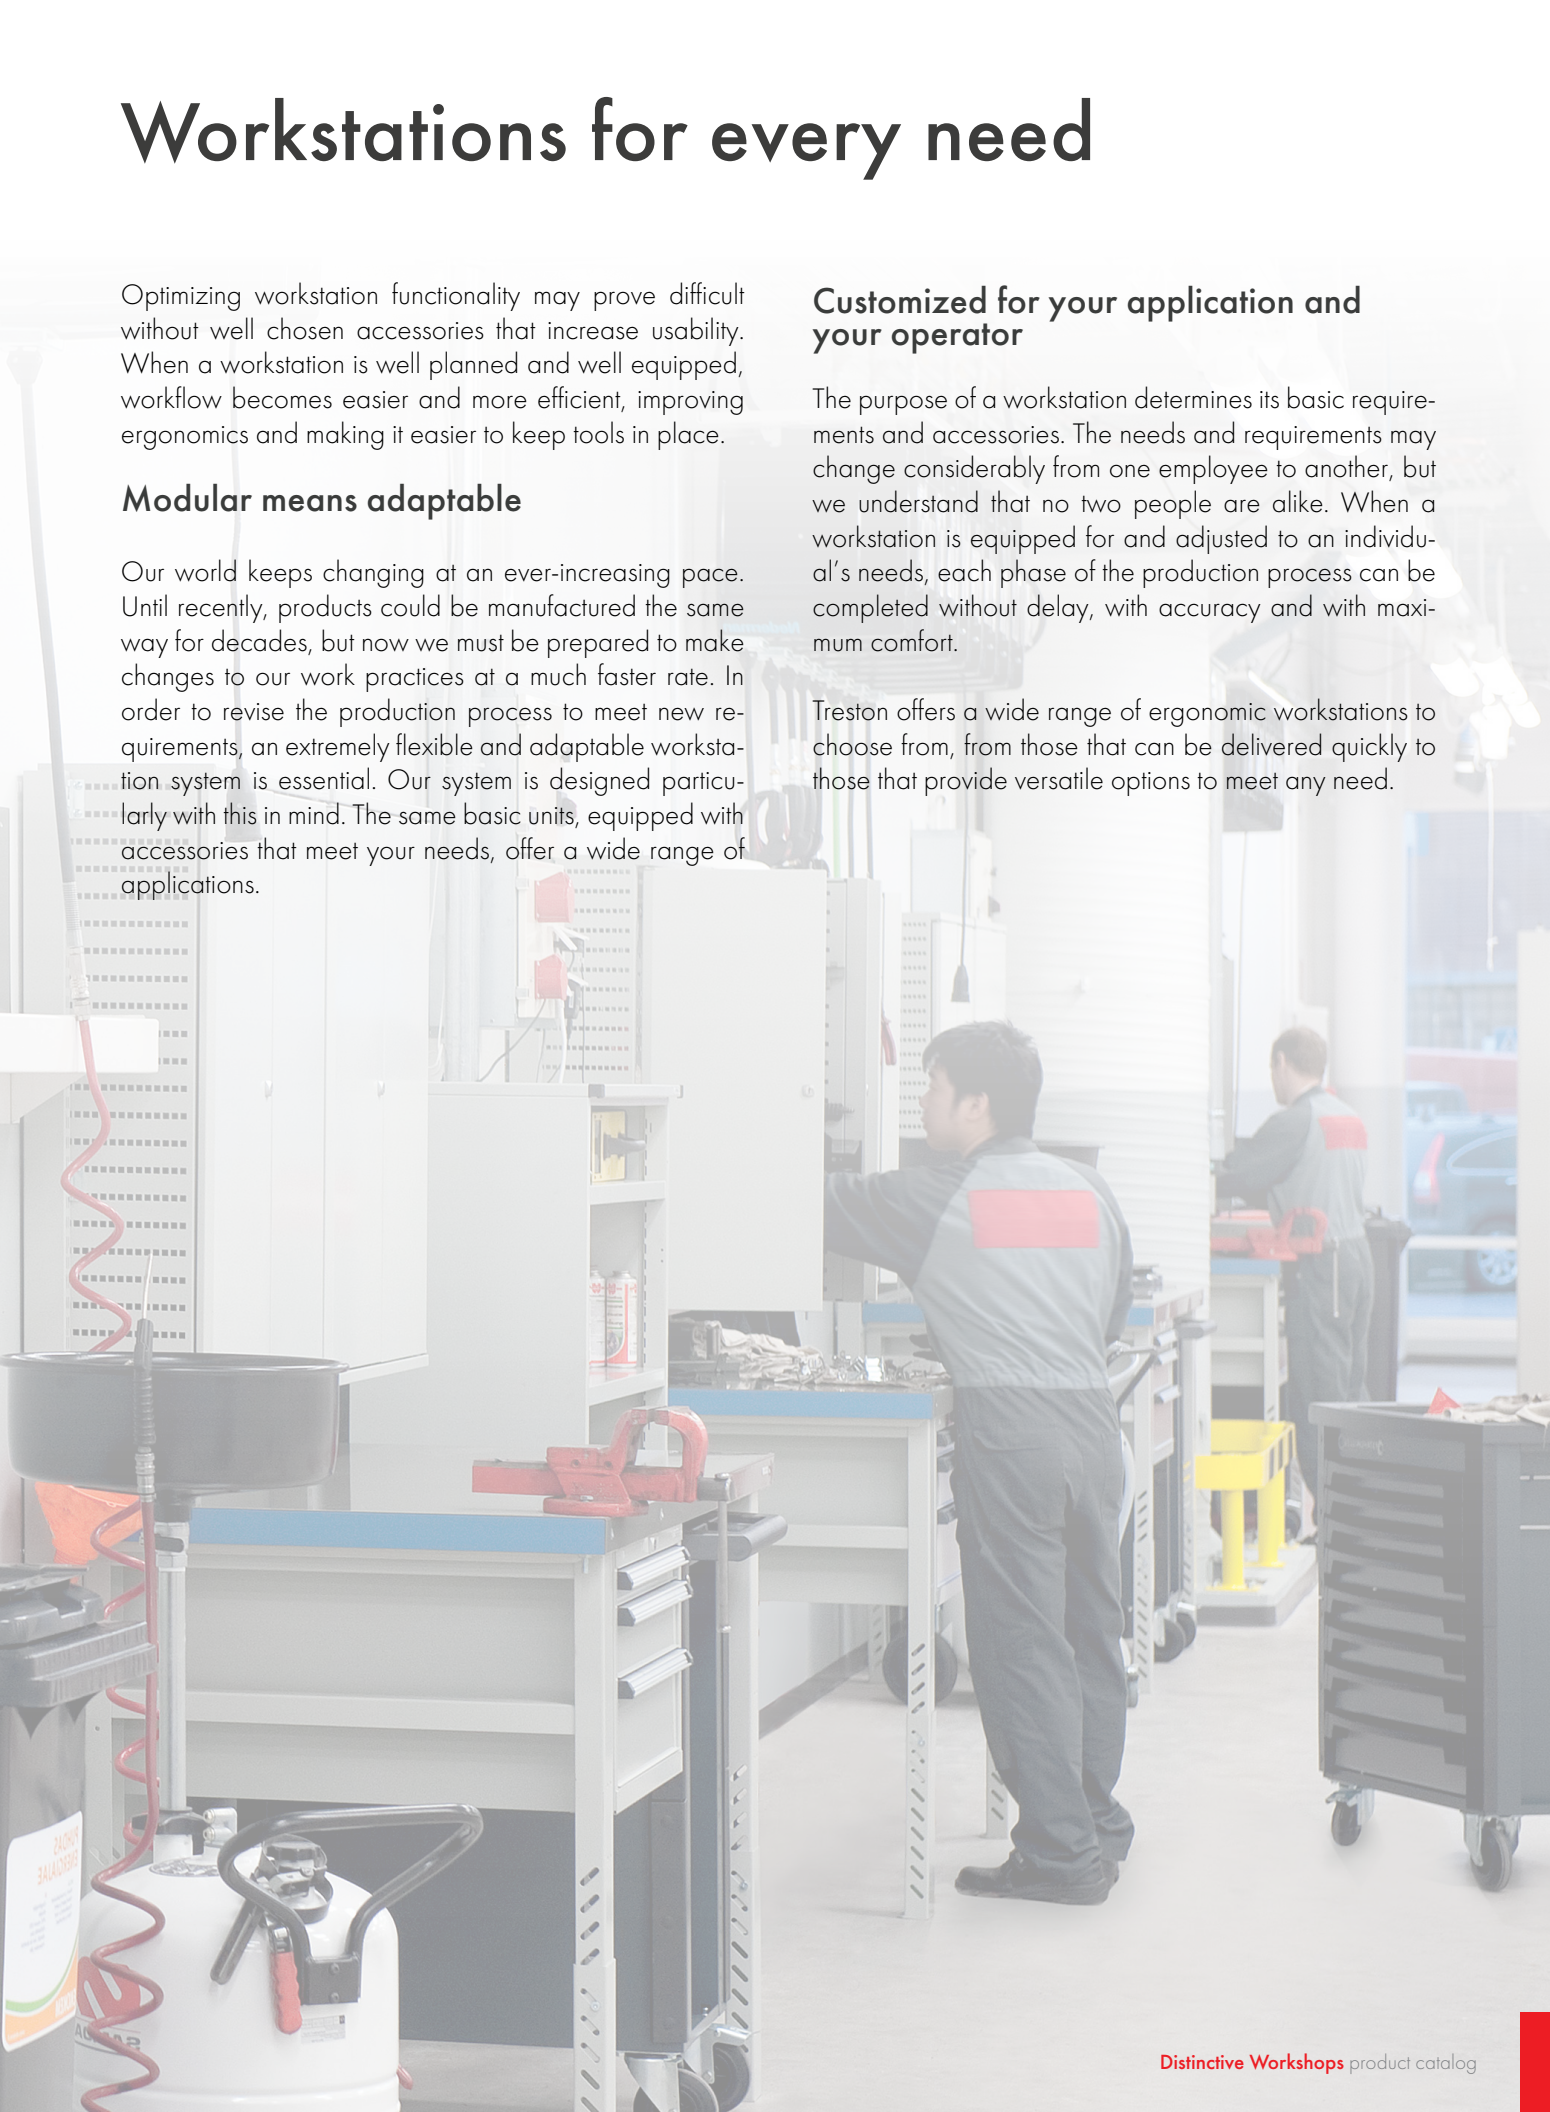 Workstations for every need
Optimizing workstation functionality may prove difficult
without well chosen accessories that increase usability.
When a workstation is well planned and well equipped,
workflow becomes easier and more efficient, improving
ergonomics and making it easier to keep tools in place.
Modular means adaptable
Our world keeps changing at an ever-increasing pace.
Until recently, products could be manufactured the same
way for decades, but now we must be prepared to make
changes to our work practices at a much faster rate. In
order to revise the production process to meet new re-
quirements, an extremely flexible and adaptable worksta-
tion system is essential. Our system is designed particu-
larly with this in mind. The same basic units, equipped with
accessories that meet your needs, offer a wide range of
applications.
Customized for your application and
your operator
The purpose of a workstation determines its basic require-
ments and accessories. The needs and requirements may
change considerably from one employee to another, but
we understand that no two people are alike. When a
workstation is equipped for and adjusted to an individu-
al’s needs, each phase of the production process can be
completed without delay, with accuracy and with maxi-
mum comfort.
Treston offers a wide range of ergonomic workstations to
choose from, from those that can be delivered quickly to
those that provide versatile options to meet any need.
Distinctive Workshops product catalog